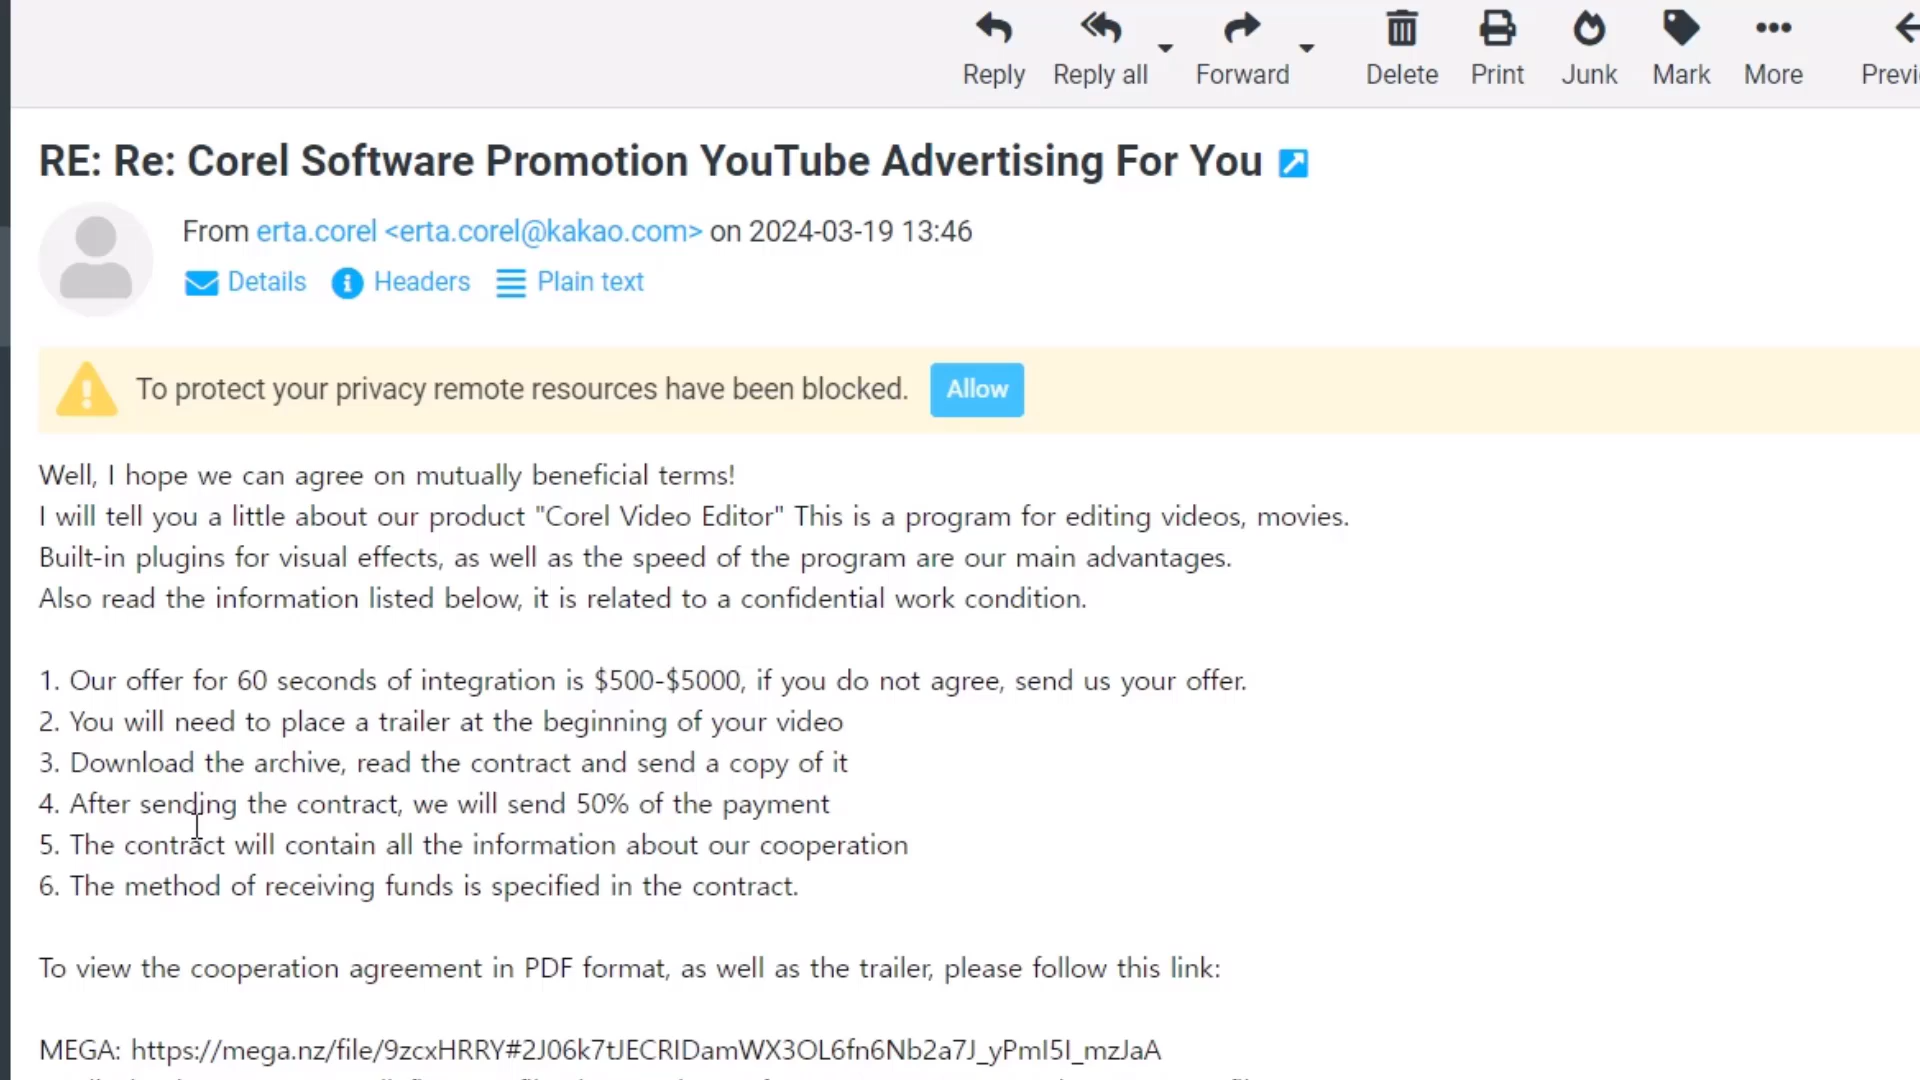 Reply Reply all Forward Delete Print Junk Mark More Previ
RE: Re: Corel Software Promotion YouTube Advertising For You
From erta.corel <erta.corel@kakao.com> on 2024-03-19 13:46
Details Headers Plain text
To protect your privacy remote resources have been blocked. Allow
Well, I hope we can agree on mutually beneficial terms!
I will tell you a little about our product "Corel Video Editor" This is a program for editing videos, movies.
Built-in plugins for visual effects, as well as the speed of the program are our main advantages.
Also read the information listed below, it is related to a confidential work condition.
1. Our offer for 60 seconds of integration is $500-$5000, if you do not agree, send us your offer.
2. You will need to place a trailer at the beginning of your video
3. Download the archive, read the contract and send a copy of it
4. After sending the contract, we will send 50% of the payment
5. The contract will contain all the information about our cooperation
6. The method of receiving funds is specified in the contract.
To view the cooperation agreement in PDF format, as well as the trailer, please follow this link:
MEGA: https://mega.nz/file/9zcxHRRY#2J06k7tJECRIDamWX3OL6fn6Nb2a7J_yPmI5I_mzJaA